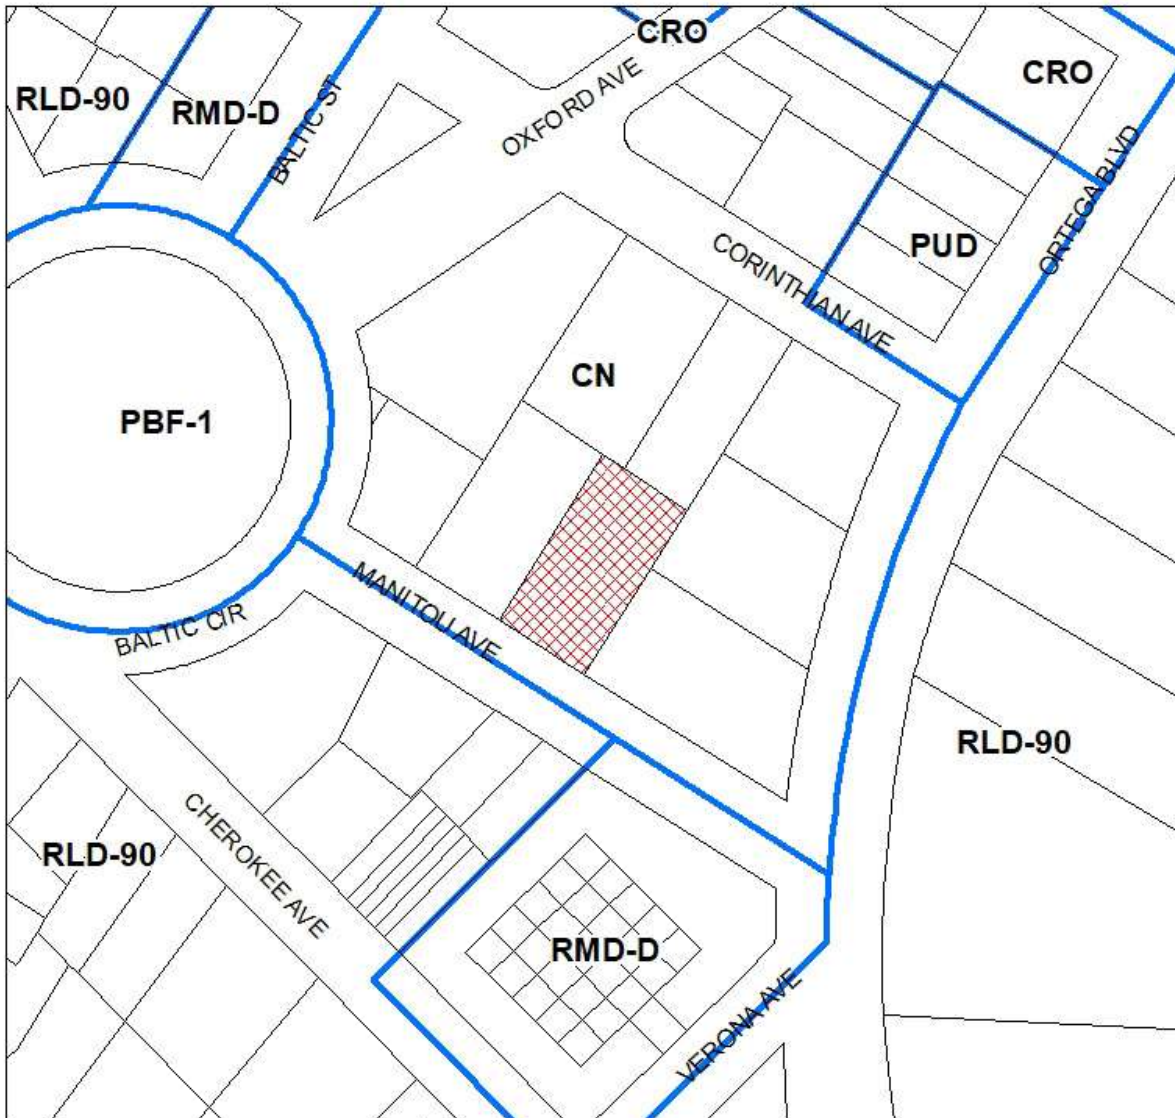 CRO
CRO
RLD-90
RMD-D
BALTIC ST
OXFORD AVE
ORTEGA BLVD
PUD
CORINTHIAN AVE
CN
PBF-1
MANITOU AVE
BALTIC CIR
RLD-90
RLD-90
CHEROKEE AVE
RMD-D
VERONA AVE